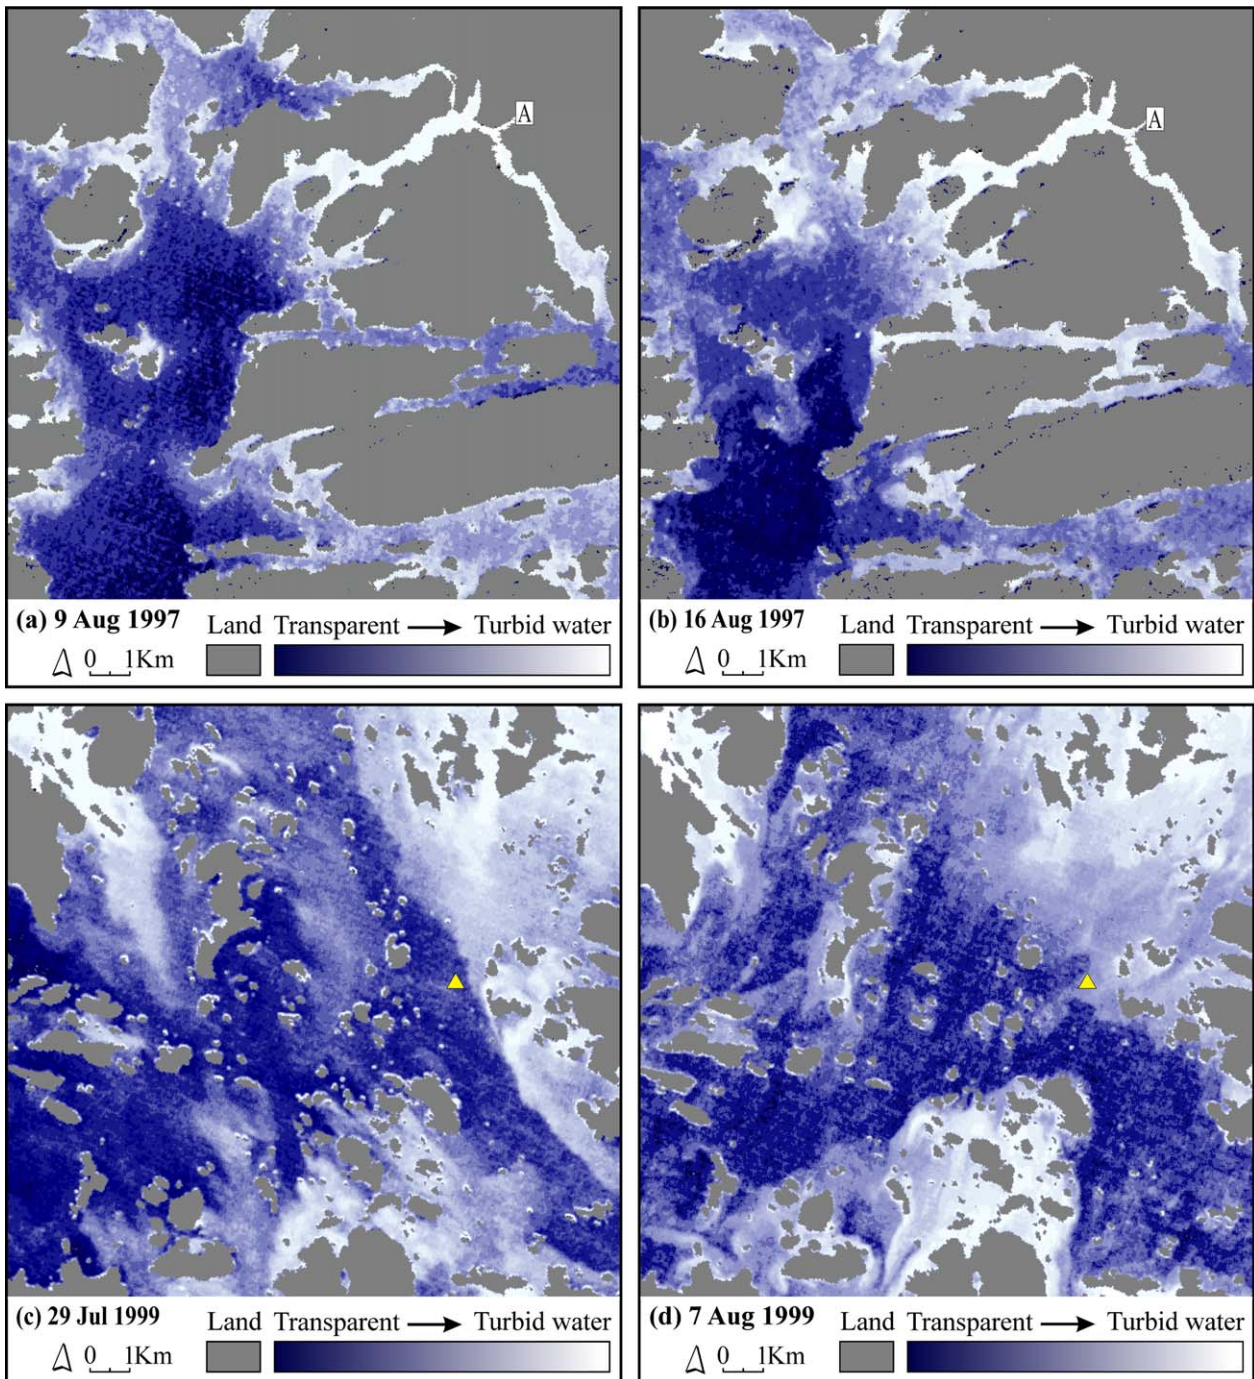 A
A
(a) 9 Aug 1997 Land Transparent Turbid water
0 1Km
(b) 16 Aug 1997 Land Transparent Turbid water
0 1Km
(c) 29 Jul 1999 Land Transparent Turbid water
0 1Km
(d) 7 Aug 1999 Land Transparent Turbid water
0 1Km